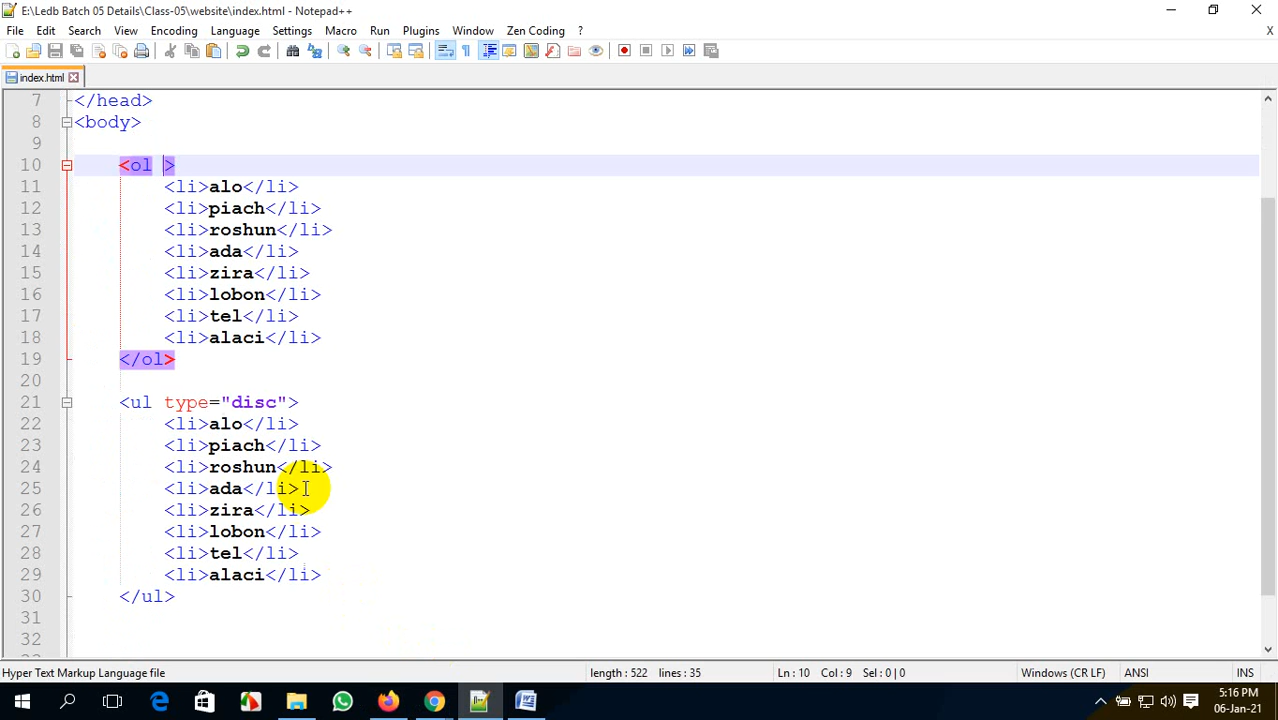 E:\Ledb Batch 05 Details\Class-05\website\index.html - Notepad++
File Edit Search View Encoding Language Settings Macro Run Plugins Window Zen Coding ? X
index.html
7 </head>
8 <body>
9
10 <ol >
11 <li>alo</li>
12 <li>piach</li>
13 <li>roshun</li>
14 <li>ada</li>
15 <li>zira</li>
16 <li>lobon</li>
17 <li>tel</li>
18 <li>alaci</li>
19 </ol>
20
21 <ul type="disc">
22 <li>alo</li>
23 <li>piach</li>
24 <li>roshun</li>
25 <li>ada</li>
26 <li>zira</li>
27 <li>lobon</li>
28 <li>tel</li>
29 <li>alaci</li>
30 </ul>
31
32
Hyper Text Markup Language file length : 522 lines : 35 Ln : 10 Col : 9 Sel : 0 | 0 Windows (CR LF) ANSI INS
5:16 PM
06-Jan-21